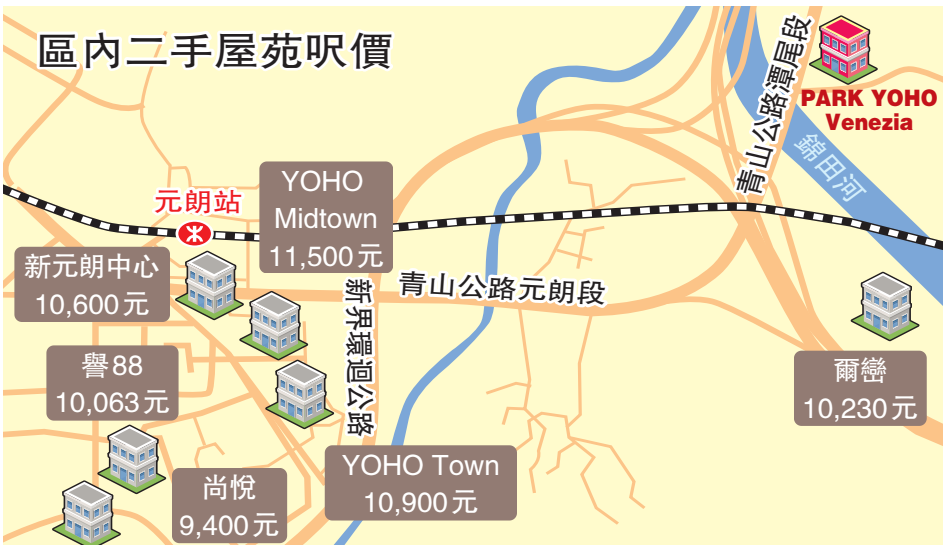 區內二手屋苑呎價
青山公路潭尾段
PARK YOHO
Venezia
錦田河
元朗站
YOHO
Midtown
11,500元
新元朗中心
10,600元
青山公路元朗段
新界環迴公路
譽88
10,063元
爾巒
10,230元
YOHO Town
10,900元
尚悅
9,400元